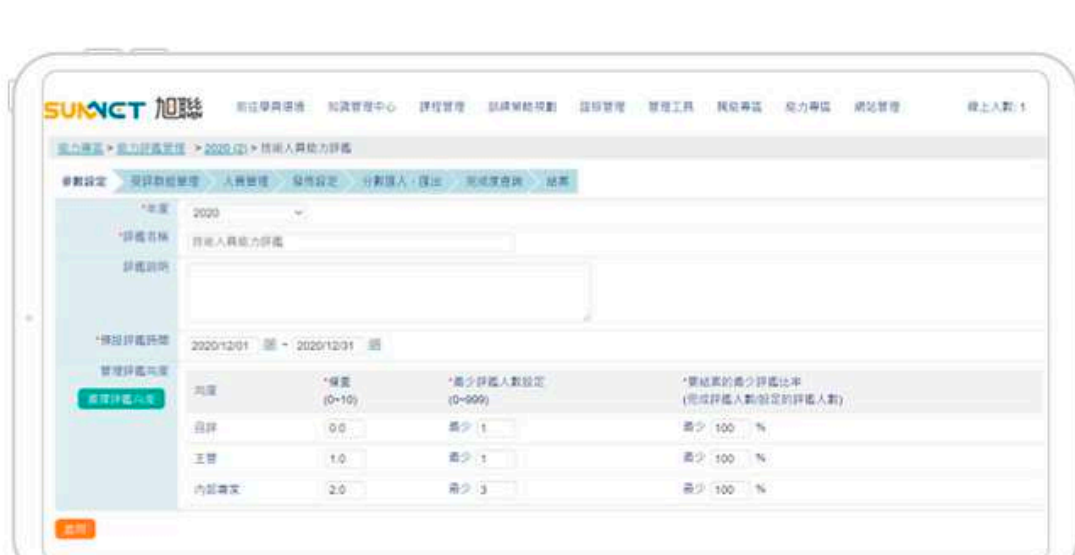 SUNNET 旭聯 前往學員環境 知識管理中心 課程管理 訓練策略規劃 證照管理 管理工具 職能專區 能力專區 網站管理 線上人數: 1
能力專區 > 能力評鑑管理 > 2020 (2) > 技術人員能力評鑑
參數設定 受評群組管理 人員管理 發佈設定 分數匯入、匯出 完成度查詢 結案
*年度 2020
*評鑑名稱 技術人員能力評鑑
評鑑說明
*預設評鑑時間 2020/12/01 ~ 2020/12/31
管理評鑑向度
選擇評鑑向度
向度 *權重 *最少評鑑人數設定 *要結案的最少評鑑比率
(0~10) (0~999) (完成評鑑人數/設定的評鑑人數)
自評 0.0 最少 1 最少 100 %
主管 1.0 最少 1 最少 100 %
內部專家 2.0 最少 3 最少 100 %